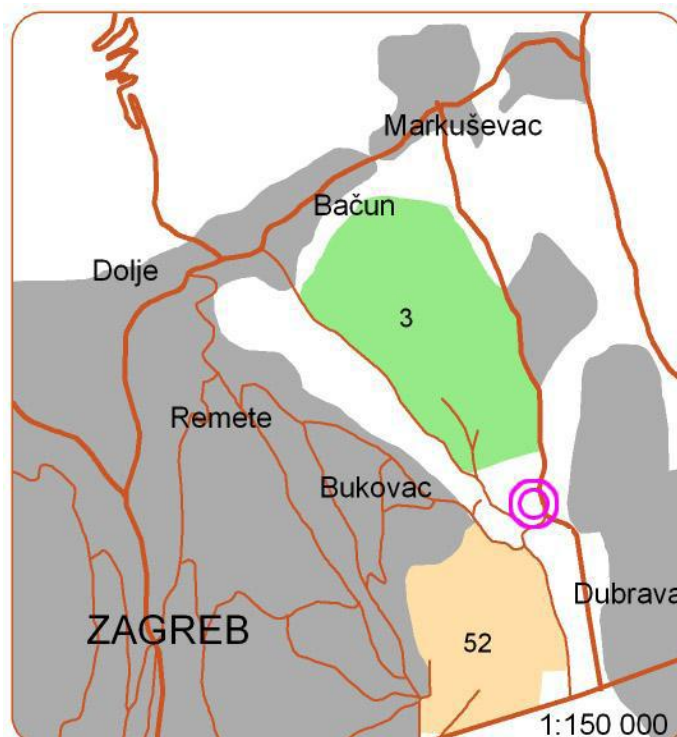 Markuševac
Bačun
Dolje
3
Remete
Bukovac
Dubrava
ZAGREB
52
1:150 000